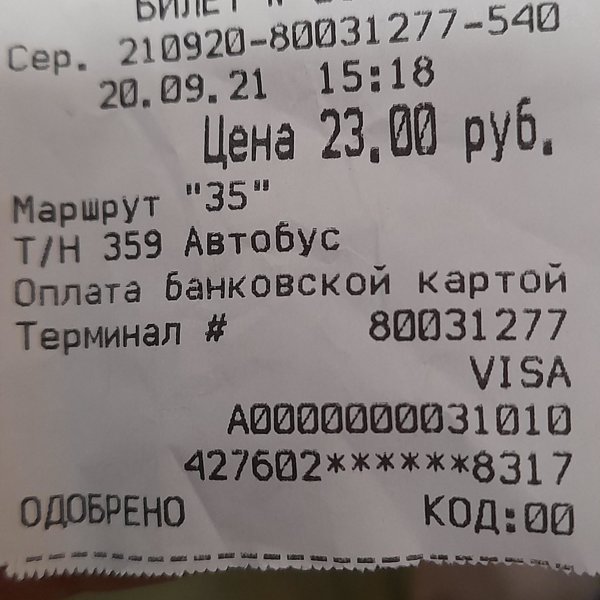 БИЛЕТ
Сер. 210920-80031277-540
20.09.21 15:18
Цена 23.00 руб.
Маршрут "35"
Т/Н 359 Автобус
Оплата банковской картой
Терминал # 80031277
VISA
A0000000031010
427602******8317
ОДОБРЕНО КОД:00